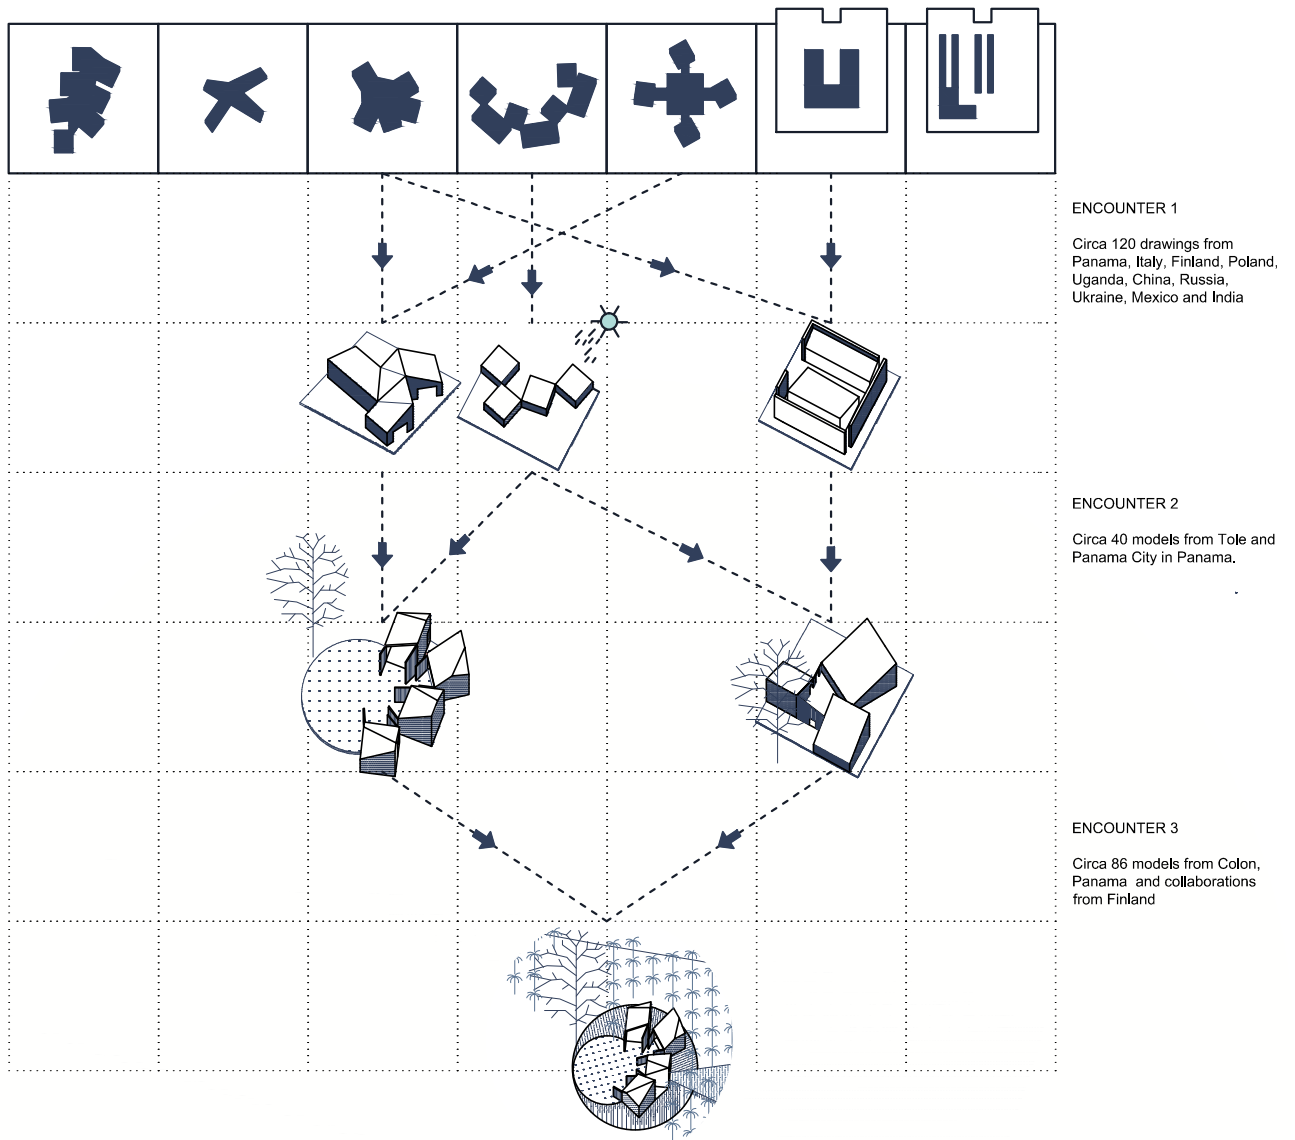 ENCOUNTER 1
Circa 120 drawings from
Panama, Italy, Finland, Poland,
Uganda, China, Russia,
Ukraine, Mexico and India
ENCOUNTER 2
Circa 40 models from Tole and
Panama City in Panama.
ENCOUNTER 3
Circa 86 models from Colon,
Panama and collaborations
from Finland